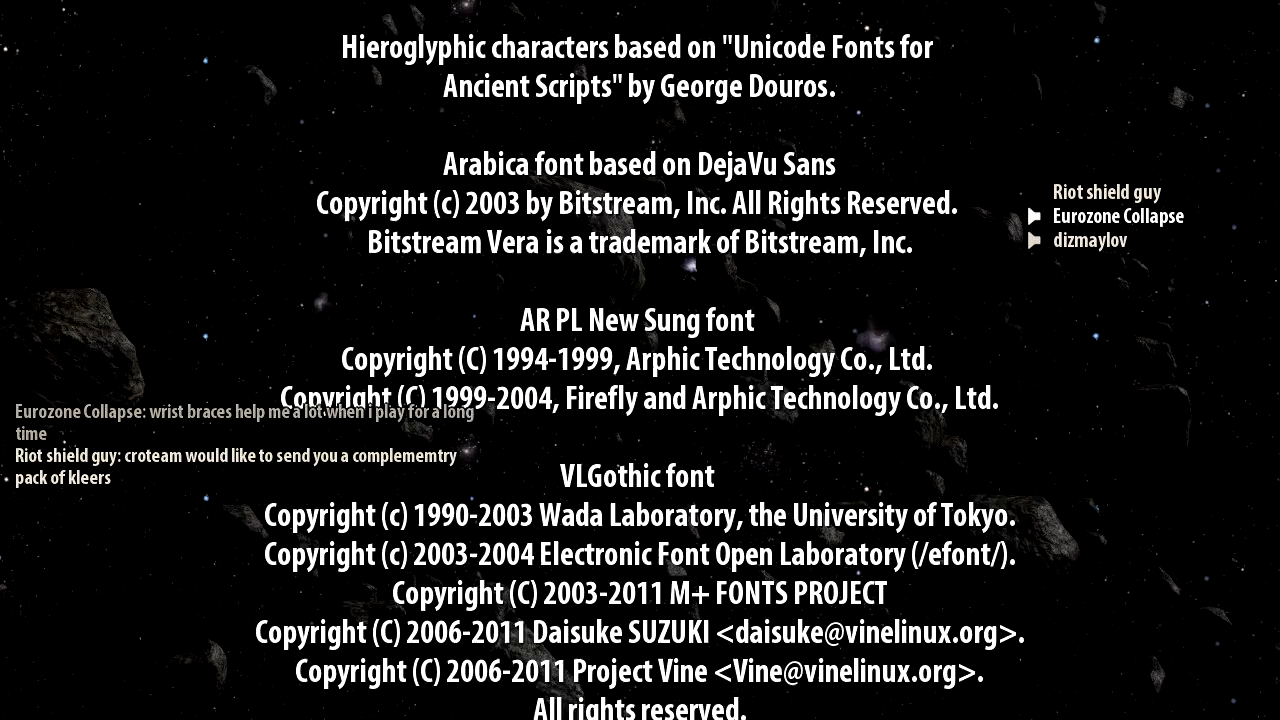 Hieroglyphic characters based on "Unicode Fonts for
Ancient Scripts" by George Douros.
Arabica font based on DejaVu Sans
Copyright (c) 2003 by Bitstream, Inc. All Rights Reserved.
Bitstream Vera is a trademark of Bitstream, Inc.
Riot shield guy
Eurozone Collapse
dizmaylov
AR PL New Sung font
Copyright (C) 1994-1999, Arphic Technology Co., Ltd.
Copyright (C) 1999-2004, Firefly and Arphic Technology Co., Ltd.
Eurozone Collapse: wrist braces help me a lot when i play for a long
time
Riot shield guy: croteam would like to send you a complememtry
pack of kleers
VLGothic font
Copyright (c) 1990-2003 Wada Laboratory, the University of Tokyo.
Copyright (c) 2003-2004 Electronic Font Open Laboratory (/efont/).
Copyright (C) 2003-2011 M+ FONTS PROJECT
Copyright (C) 2006-2011 Daisuke SUZUKI <daisuke@vinelinux.org>.
Copyright (C) 2006-2011 Project Vine <Vine@vinelinux.org>.
All rights reserved.